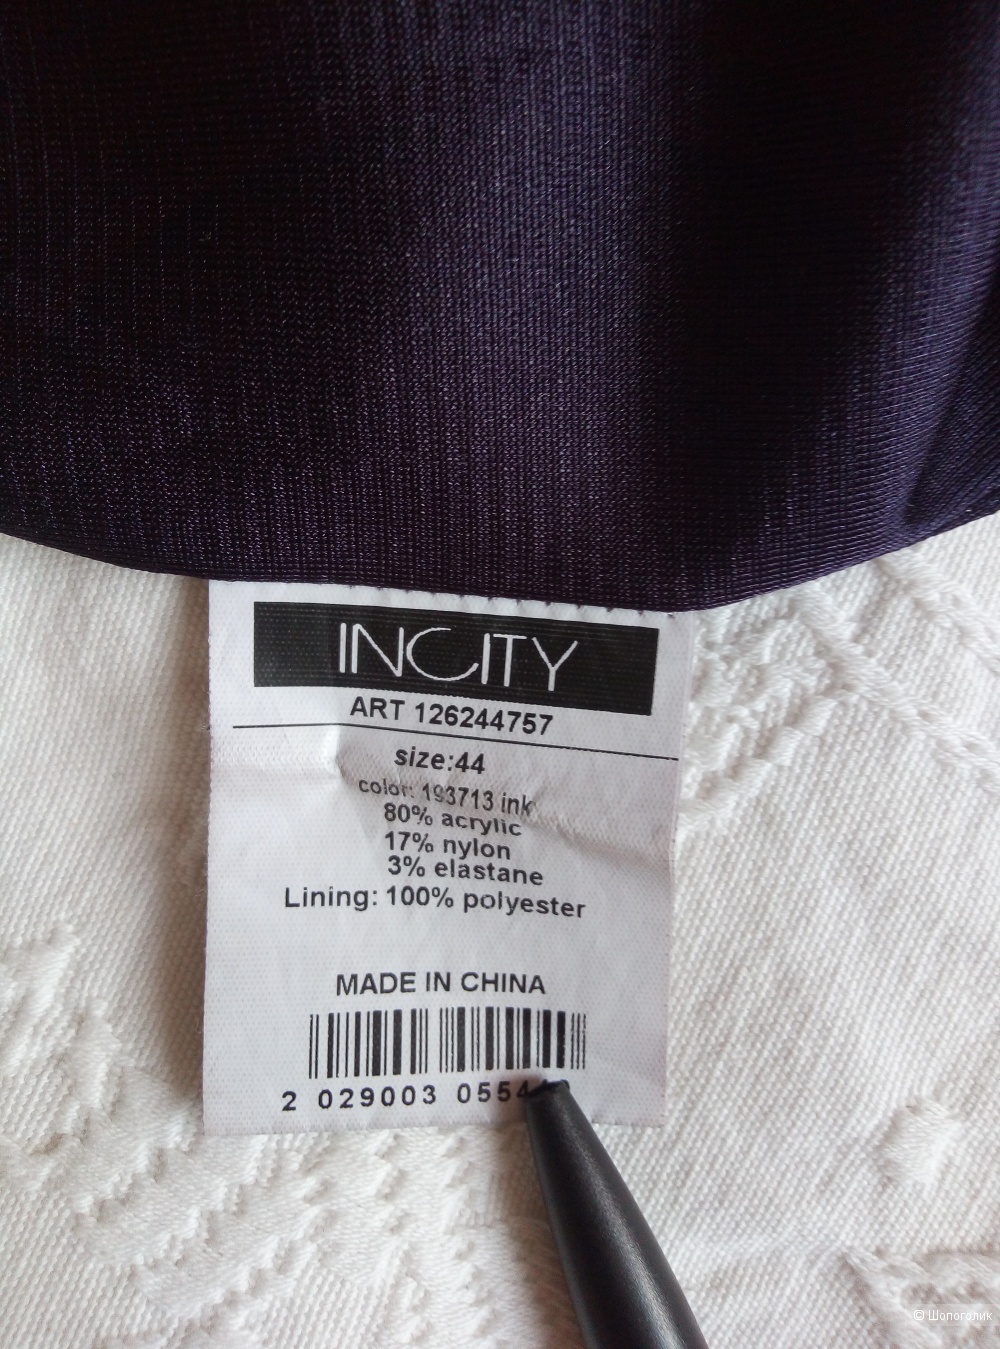 INCITY
ART 126244757
size:44
color: 193713 ink
80% acrylic
17% nylon
3% elastane
Lining: 100% polyester
MADE IN CHINA
2 029003 0554
© Шопоголик